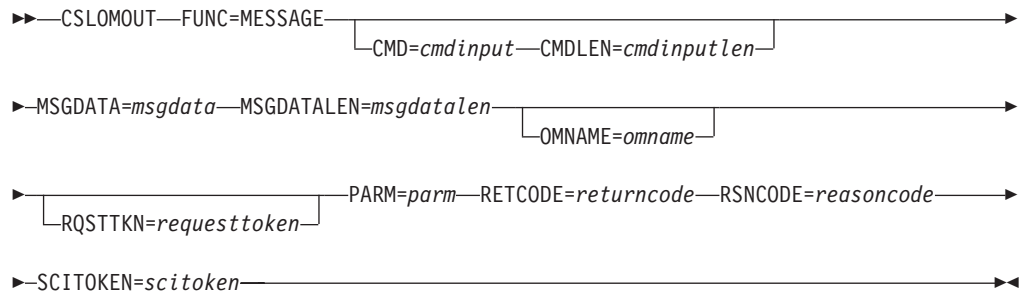 CSLOMOUT FUNC=MESSAGE
CMD=cmdinput CMDLEN=cmdinputlen
MSGDATA=msgdata MSGDATALEN=msgdatalen
OMNAME=omname
PARM=parm RETCODE=returncode RSNCODE=reasoncode
RQSTTKN=requesttoken
SCITOKEN=scitoken